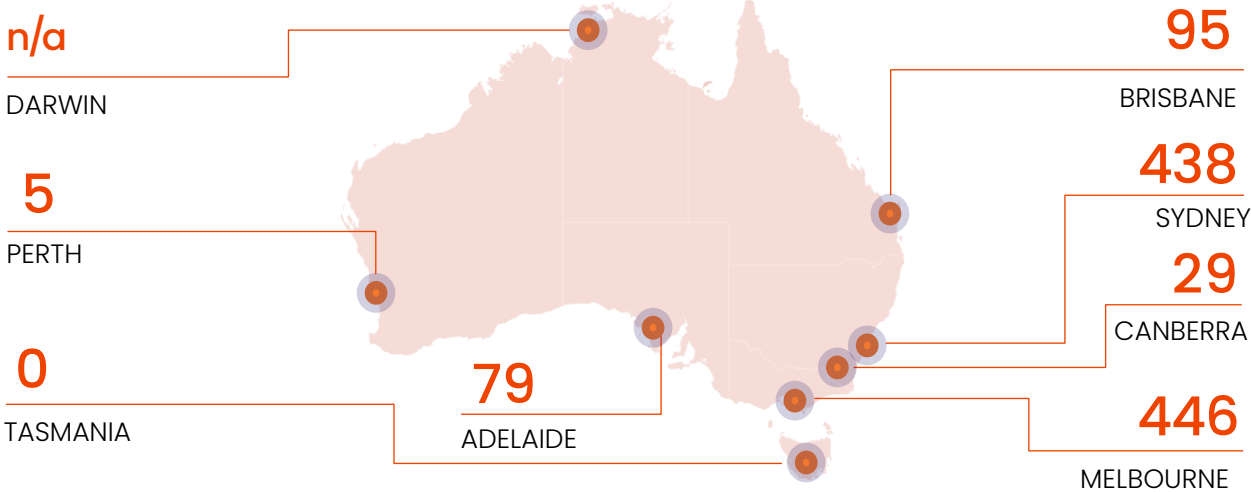 n/a
DARWIN
5
PERTH
0
TASMANIA
79
ADELAIDE
95
BRISBANE
438
SYDNEY
29
CANBERRA
446
MELBOURNE